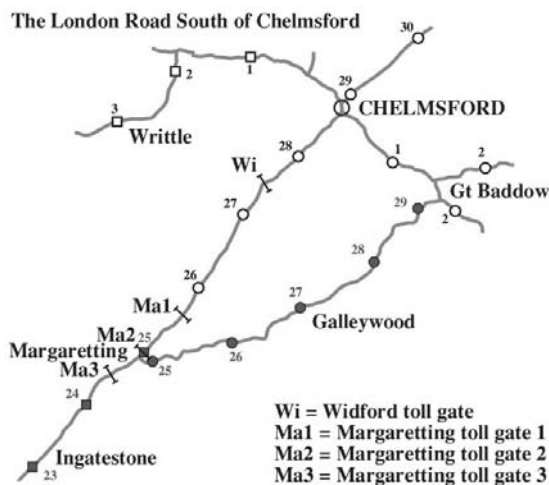 The London Road South of Chelmsford
30
1
2
29
3
CHELMSFORD
Writtle
28
1
Wi
2
Gt Baddow
27
29
2
28
26
Ma1
27
Galleywood
Ma2
25
Margaretting
26
25
Ma3
24
Wi = Widford toll gate
Ma1 = Margaretting toll gate 1
Ma2 = Margaretting toll gate 2
Ma3 = Margaretting toll gate 3
Ingatestone
23